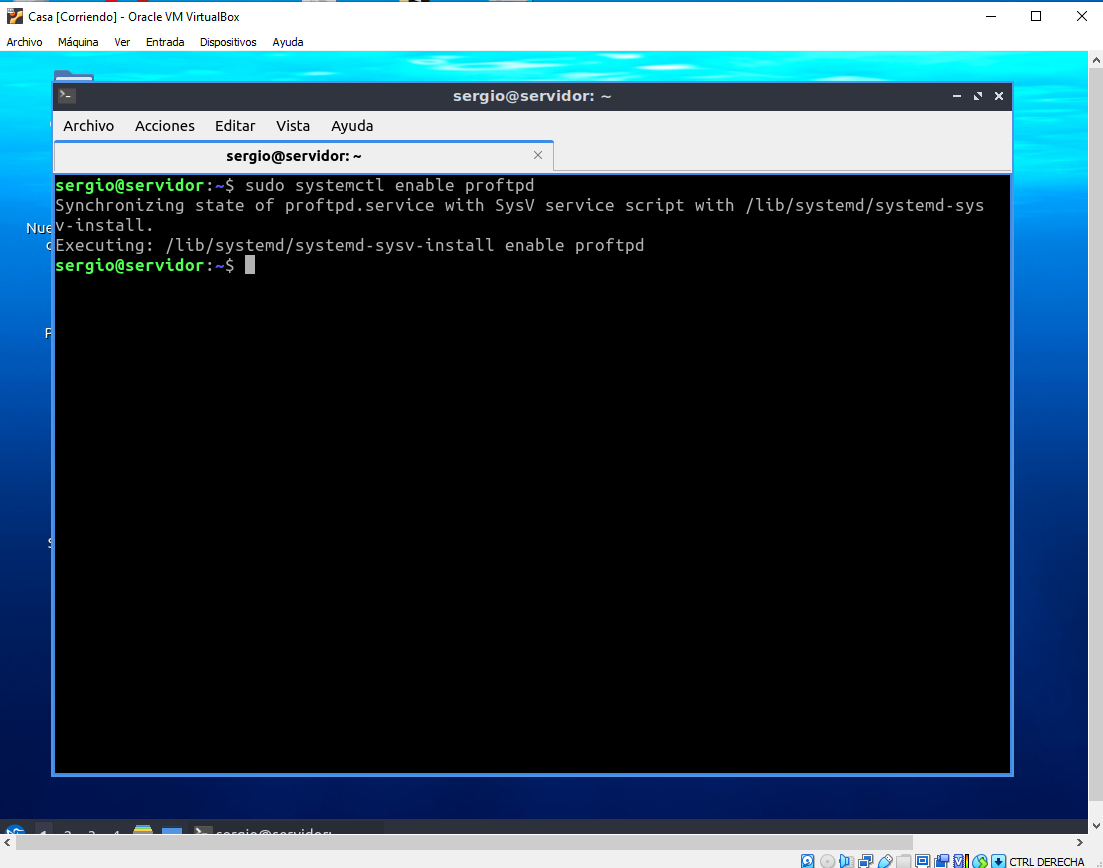 Casa [Corriendo] - Oracle VM VirtualBox
Archivo Máquina Ver Entrada Dispositivos Ayuda
sergio@servidor: ~
Archivo Acciones Editar Vista Ayuda
sergio@servidor: ~
sergio@servidor:~$ sudo systemctl enable proftpd
Synchronizing state of proftpd.service with SysV service script with /lib/systemd/systemd-sys
v-install.
Executing: /lib/systemd/systemd-sysv-install enable proftpd
sergio@servidor:~$
Nue
P
S
1 2 3 4 sergio@servidor:
CTRL DERECHA